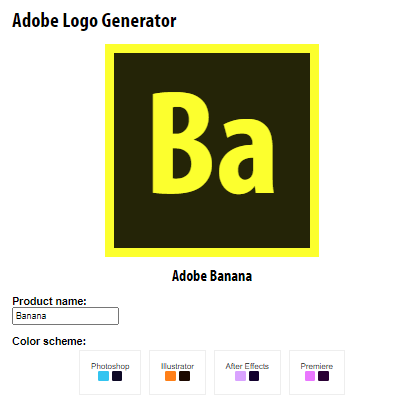 Adobe Logo Generator
Ba
Adobe Banana
Product name:
Banana
Color scheme:
Photoshop Illustrator After Effects Premiere